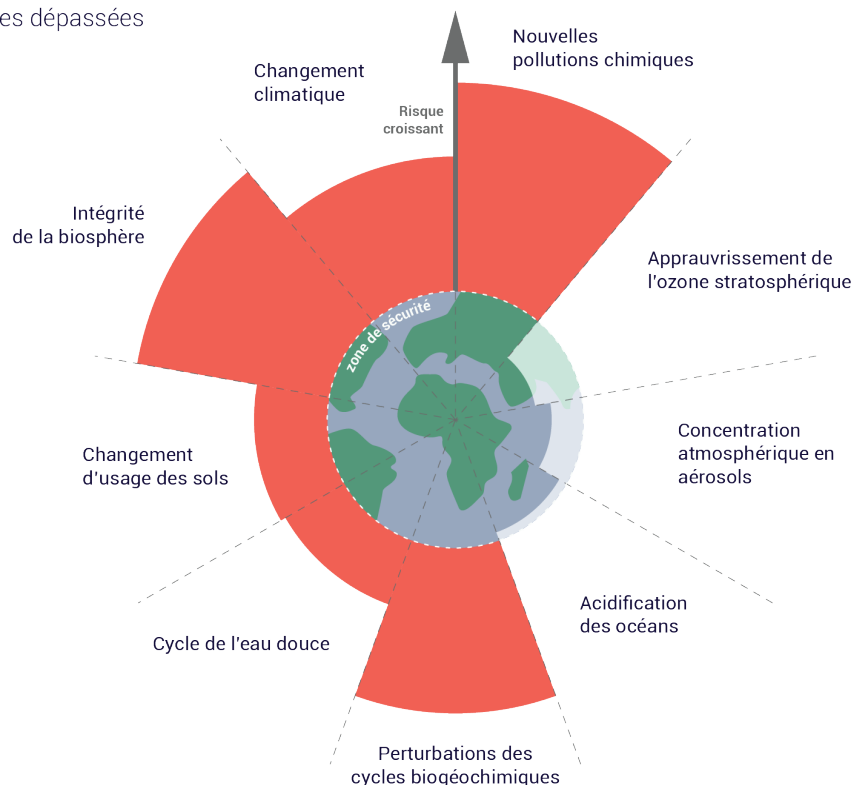 es dépassées
Nouvelles
pollutions chimiques
Changement
climatique
Risque
croissant
Intégrité
de la biosphère
Apprauvrissement de
l'ozone stratosphérique
zone de sécurité
Concentration
atmosphérique en
aérosols
Changement
d'usage des sols
Acidification
des océans
Cycle de l'eau douce
Perturbations des
cycles biogéochimiques